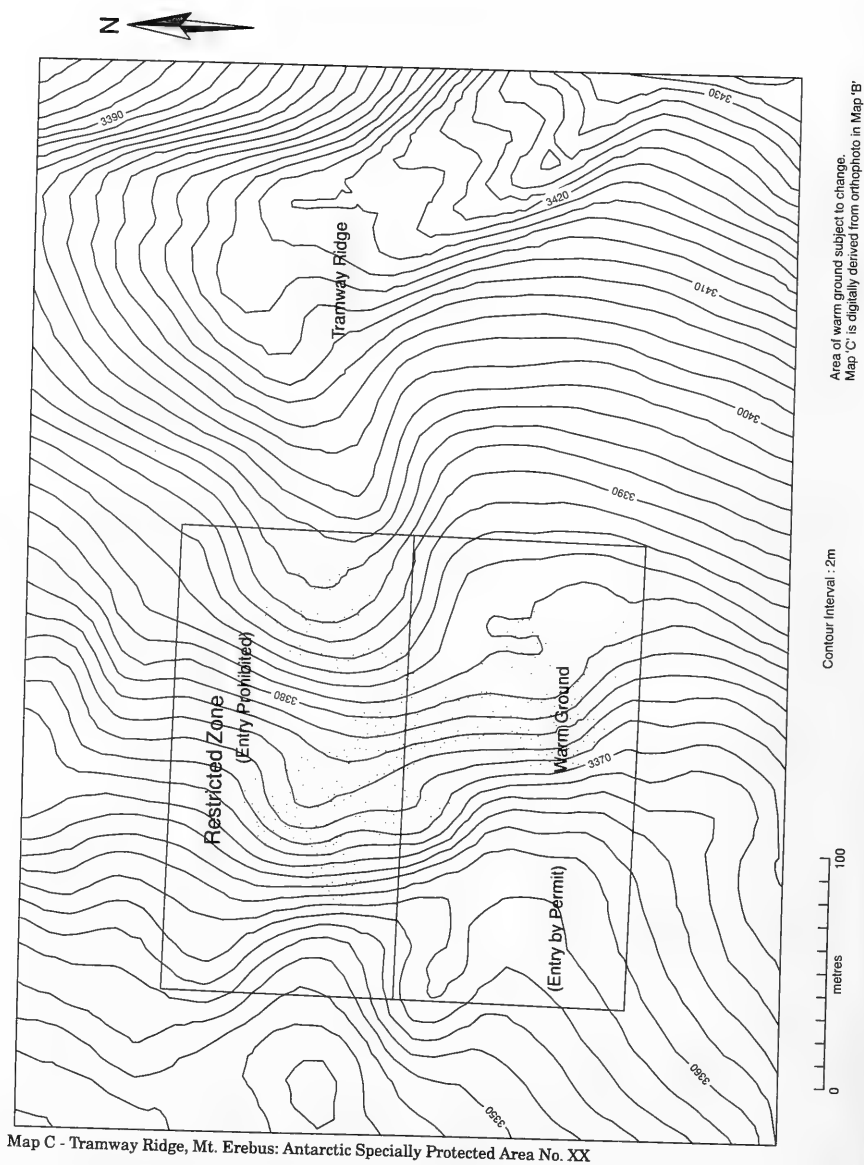 N
3390
3430
3420
Tramway Ridge
3410
3400
3390
Restricted Zone
(Entry Prohibited)
3380
Warm Ground
3370
(Entry by Permit)
3360
3350
Area of warm ground subject to change.
Map 'C' is digitally derived from orthophoto in Map 'B'
Contour Interval : 2m
0
metres
100
Map C - Tramway Ridge, Mt. Erebus: Antarctic Specially Protected Area No. XX